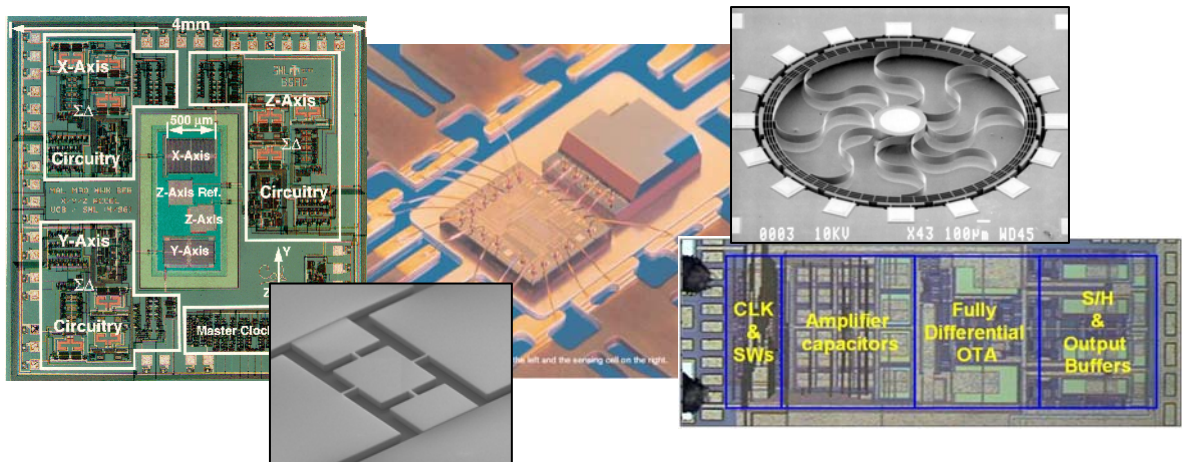 4mm
X-Axis
ΣΔ
Circuitry
Z-Axis
ΣΔ
Circuitry
500 μm
X-Axis
Z-Axis Ref.
Z-Axis
Y-Axis
Y-Axis
ΣΔ
Circuitry
Y
Z
Master Clock
the left and the sensing cell on the right.
0003 10KV X43 100μm WD45
CLK
&
SWs
Amplifier
capacitors
Fully
Differential
OTA
S/H
&
Output
Buffers